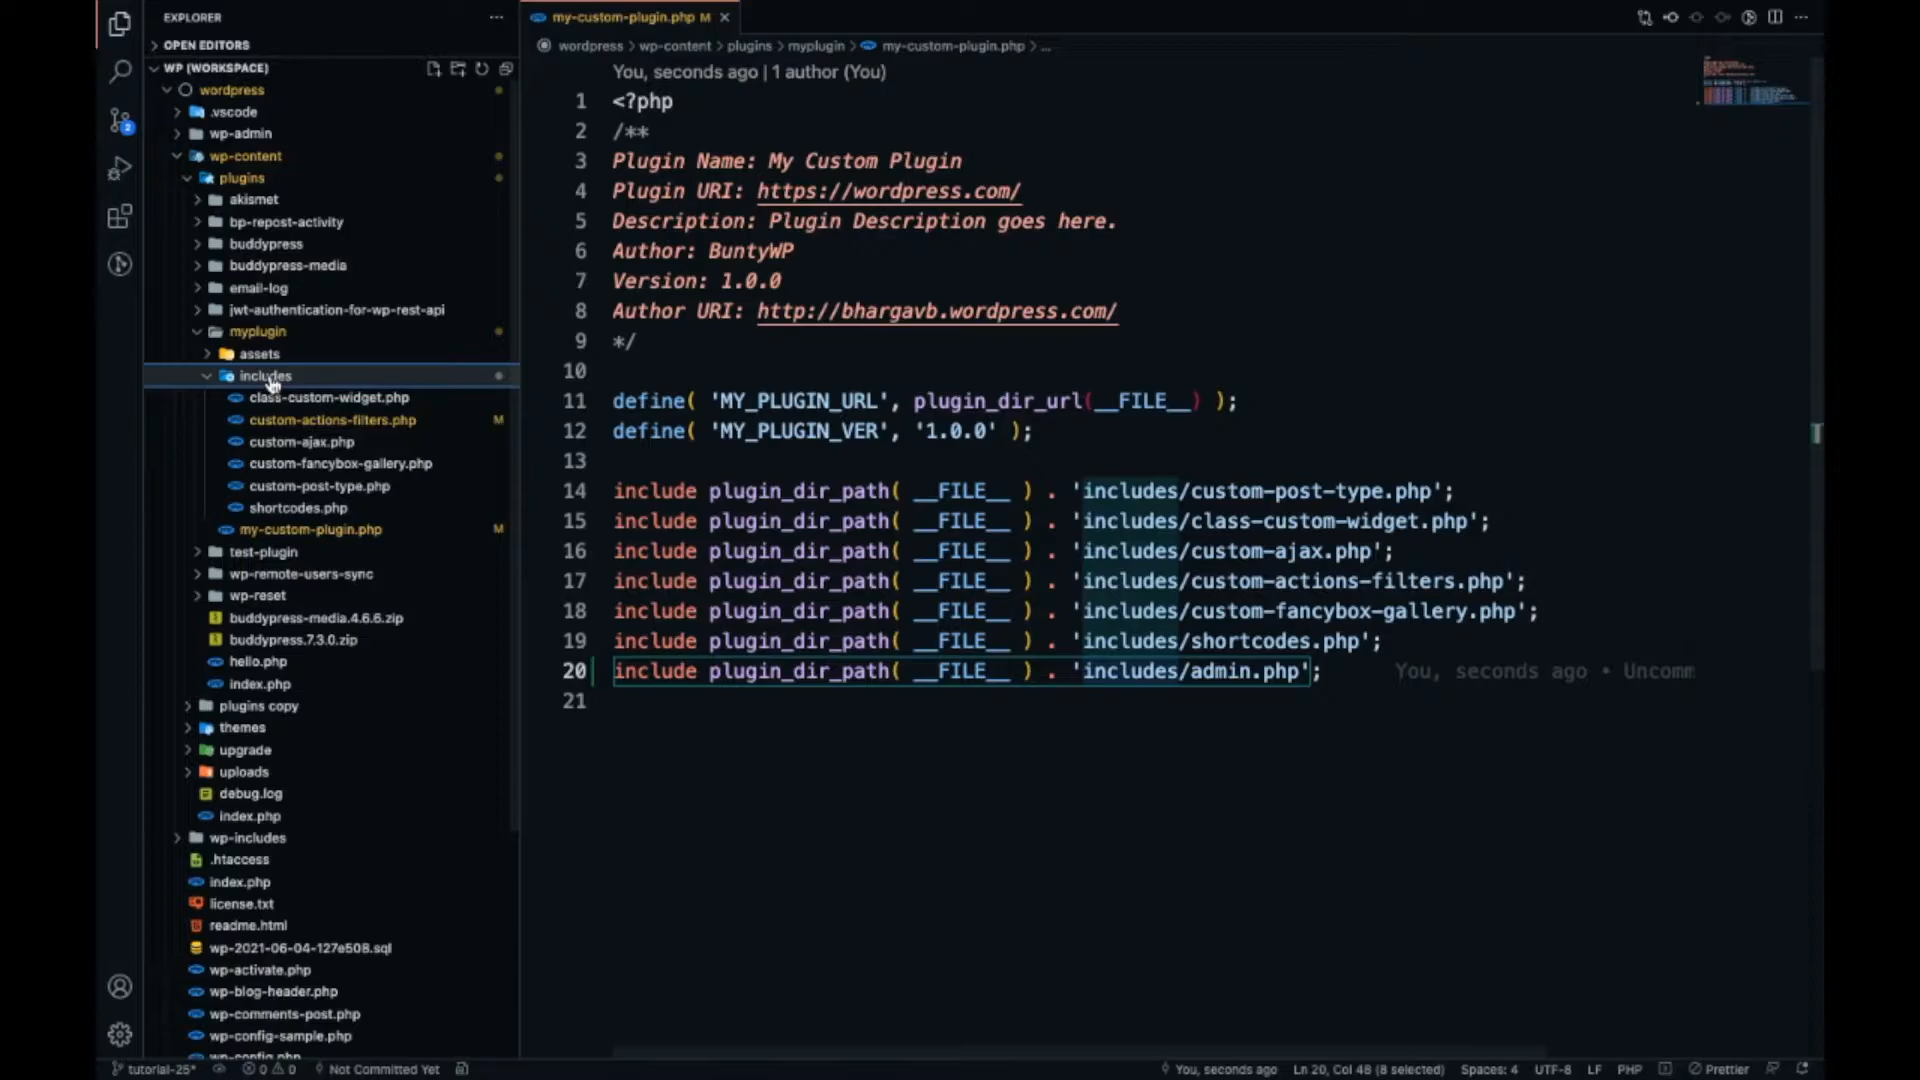 EXPLORER
OPEN EDITORS
WP (WORKSPACE)
wordpress
.vscode
wp-admin
wp-content
plugins
akismet
bp-repost-activity
buddypress
buddypress-media
email-log
jwt-authentication-for-wp-rest-api
myplugin
assets
includes
class-custom-widget.php
custom-actions-filters.php M
custom-ajax.php
custom-fancybox-gallery.php
custom-post-type.php
shortcodes.php
my-custom-plugin.php M
test-plugin
wp-remote-users-sync
wp-reset
buddypress-media.4.6.6.zip
buddypress.7.3.0.zip
hello.php
index.php
plugins copy
themes
upgrade
uploads
debug.log
index.php
wp-includes
.htaccess
index.php
license.txt
readme.html
wp-2021-06-04-127e508.sql
wp-activate.php
wp-blog-header.php
wp-comments-post.php
wp-config-sample.php
wp-config.php
2
my-custom-plugin.php M
wordpress > wp-content > plugins > myplugin > my-custom-plugin.php > ...
You, seconds ago | 1 author (You)
1 <?php
2 /**
3 Plugin Name: My Custom Plugin
4 Plugin URI: https://wordpress.com/
5 Description: Plugin Description goes here.
6 Author: BuntyWP
7 Version: 1.0.0
8 Author URI: http://bhargavb.wordpress.com/
9 */
10
11 define( 'MY_PLUGIN_URL', plugin_dir_url(__FILE__) );
12 define( 'MY_PLUGIN_VER', '1.0.0' );
13
14 include plugin_dir_path( __FILE__ ) . 'includes/custom-post-type.php';
15 include plugin_dir_path( __FILE__ ) . 'includes/class-custom-widget.php';
16 include plugin_dir_path( __FILE__ ) . 'includes/custom-ajax.php';
17 include plugin_dir_path( __FILE__ ) . 'includes/custom-actions-filters.php';
18 include plugin_dir_path( __FILE__ ) . 'includes/custom-fancybox-gallery.php';
19 include plugin_dir_path( __FILE__ ) . 'includes/shortcodes.php';
20 include plugin_dir_path( __FILE__ ) . 'includes/admin.php'; You, seconds ago • Uncomm
21
tutorial-25* 0 0 Not Committed Yet You, seconds ago Ln 20, Col 48 (8 selected) Spaces: 4 UTF-8 LF PHP Prettier